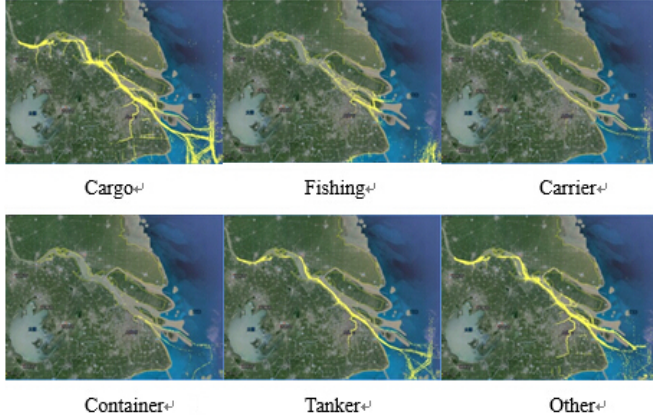 Cargo↵
Fishing↵
Carrier↵
Container↵
Tanker↵
Other↵